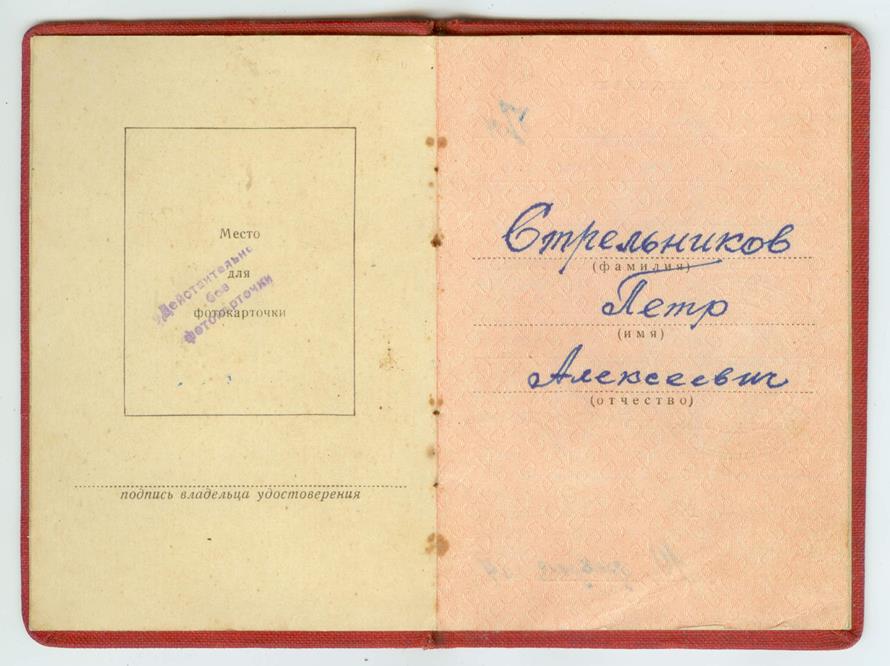 Место
для
фотокарточки
Действительно
без
фотокарточки
подпись владельца удостоверения
Стрельников
(фамилия)
Петр
(имя)
Алексеевич
(отчество)